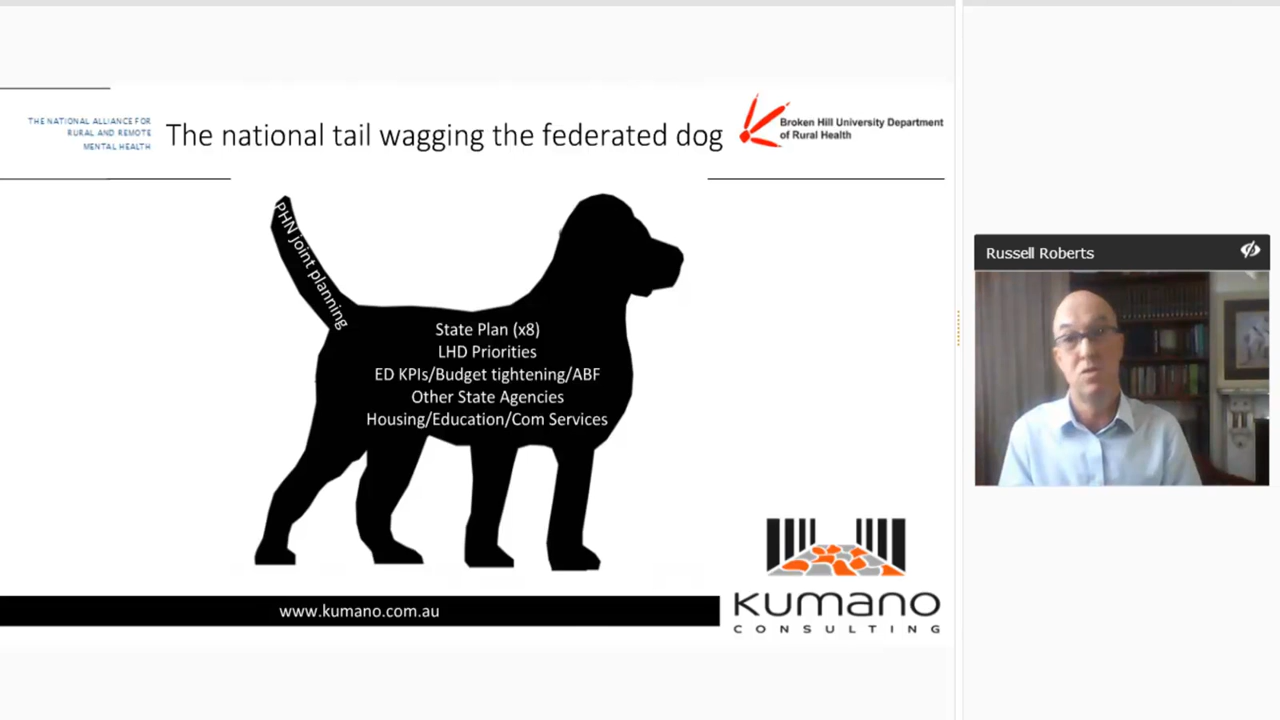 THE NATIONAL ALLIANCE FOR
RURAL AND REMOTE
MENTAL HEALTH
The national tail wagging the federated dog
Broken Hill University Department
of Rural Health
PHN joint planning
State Plan (x8)
LHD Priorities
ED KPIs/Budget tightening/ABF
Other State Agencies
Housing/Education/Com Services
www.kumano.com.au
kumano
CONSULTING
Russell Roberts